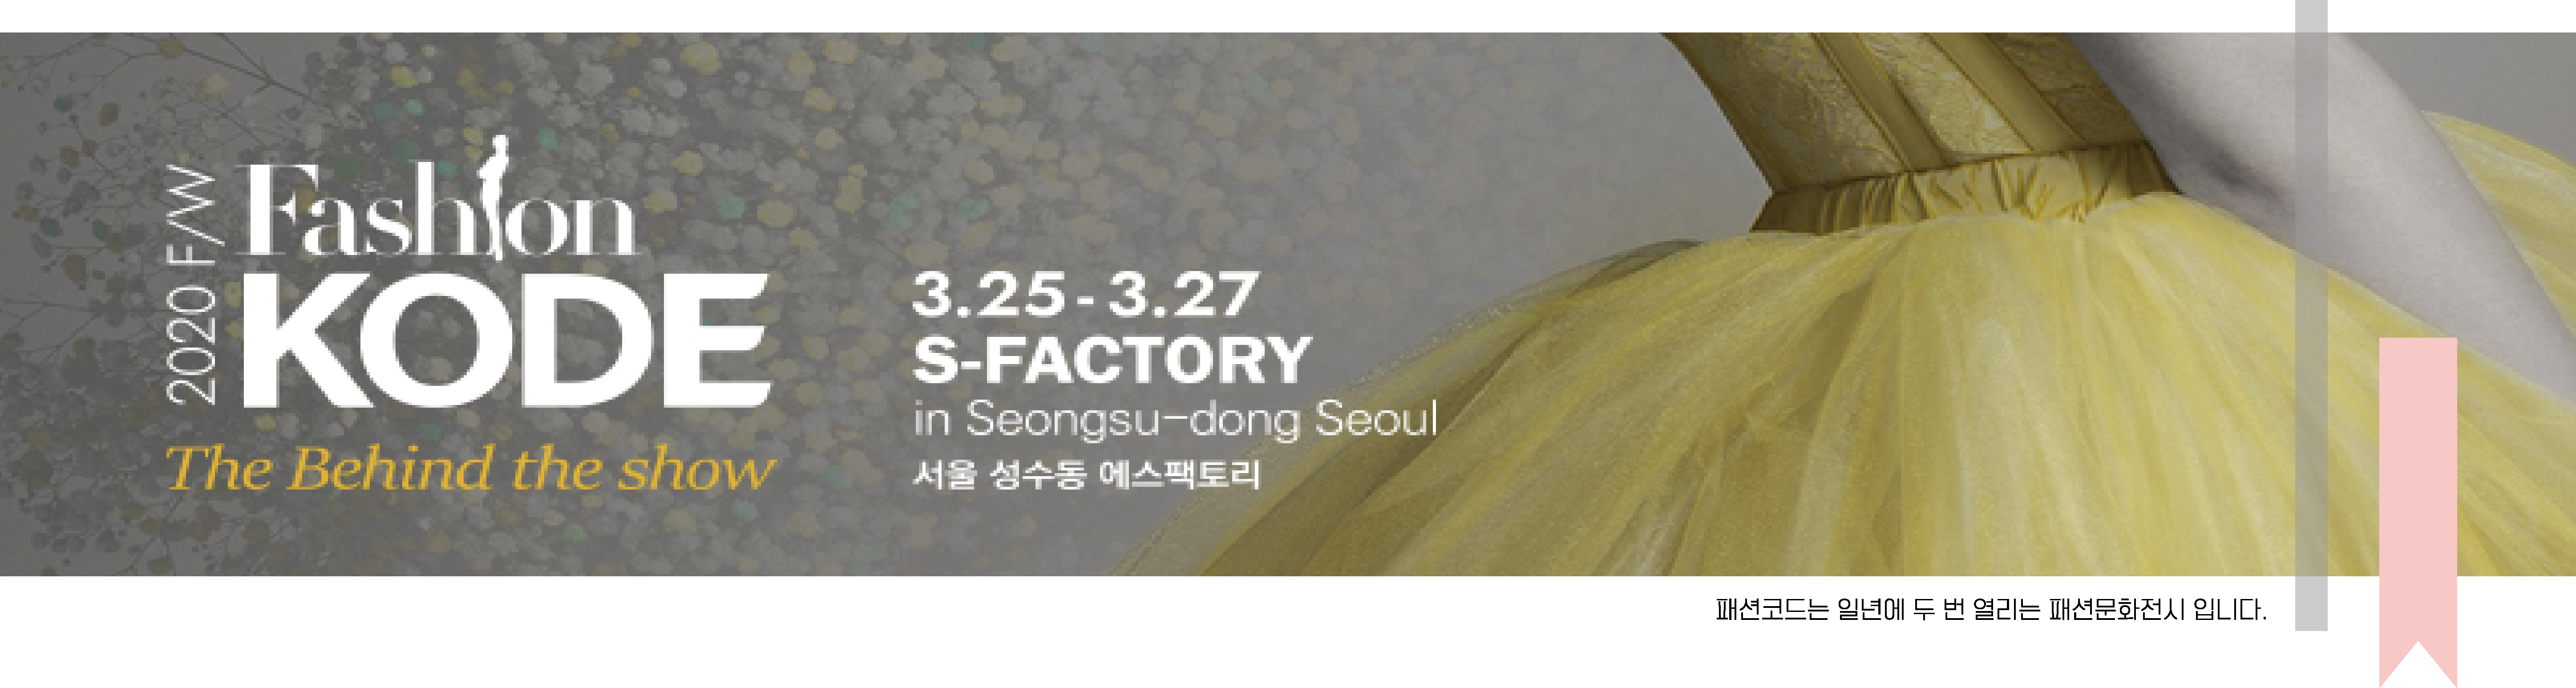 2020 F/W
Fashion
KODE
The Behind the show
3.25-3.27
S-FACTORY
in Seongsu-dong Seoul
서울 성수동 에스팩토리
패션코드는 일년에 두 번 열리는 패션문화전시 입니다.